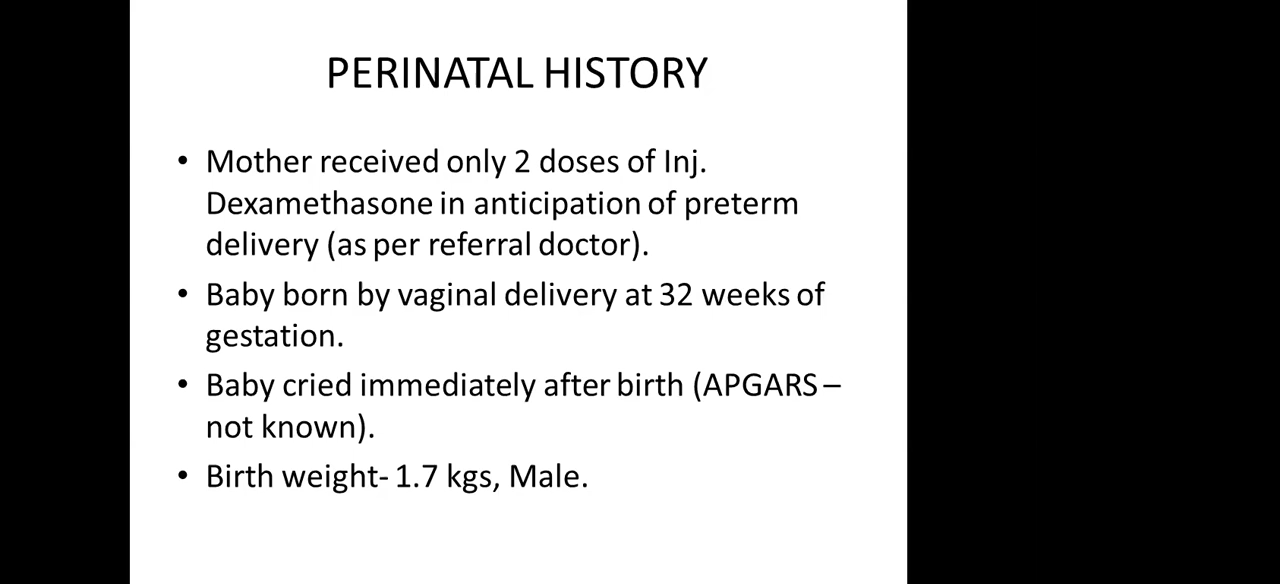 PERINATAL HISTORY
• Mother received only 2 doses of Inj.
Dexamethasone in anticipation of preterm
delivery (as per referral doctor).
• Baby born by vaginal delivery at 32 weeks of
gestation.
• Baby cried immediately after birth (APGARS –
not known).
• Birth weight- 1.7 kgs, Male.